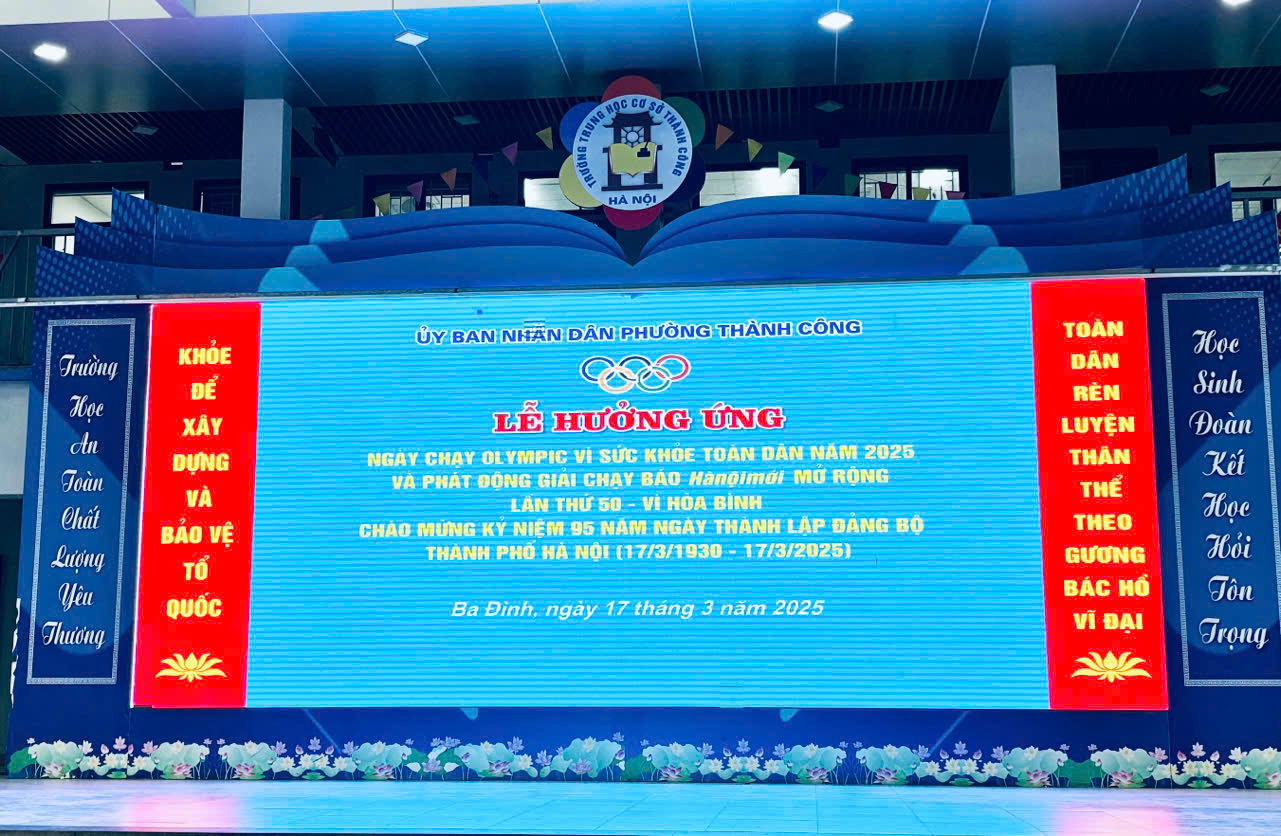 TRƯỜNG TRUNG HỌC CƠ SỞ THÀNH CÔNG
HÀ NỘI
Trường
Học
An
Toàn
Chất
Lượng
Yêu
Thương
KHỎE
ĐỂ
XÂY
DỰNG
VÀ
BẢO VỆ
TỔ
QUỐC
ỦY BAN NHÂN DÂN PHƯỜNG THÀNH CÔNG
LỄ HƯỞNG ỨNG
NGÀY CHẠY OLYMPIC VÌ SỨC KHỎE TOÀN DÂN NĂM 2025
VÀ PHÁT ĐỘNG GIẢI CHẠY BÁO Hànộimới MỞ RỘNG
LẦN THỨ 50 - VÌ HÒA BÌNH
CHÀO MỪNG KỶ NIỆM 95 NĂM NGÀY THÀNH LẬP ĐẢNG BỘ
THÀNH PHỐ HÀ NỘI (17/3/1930 - 17/3/2025)
Ba Đình, ngày 17 tháng 3 năm 2025
TOÀN
DÂN
RÈN
LUYỆN
THÂN
THỂ
THEO
GƯƠNG
BÁC HỒ
VĨ ĐẠI
Học
Sinh
Đoàn
Kết
Học
Hỏi
Tôn
Trọng